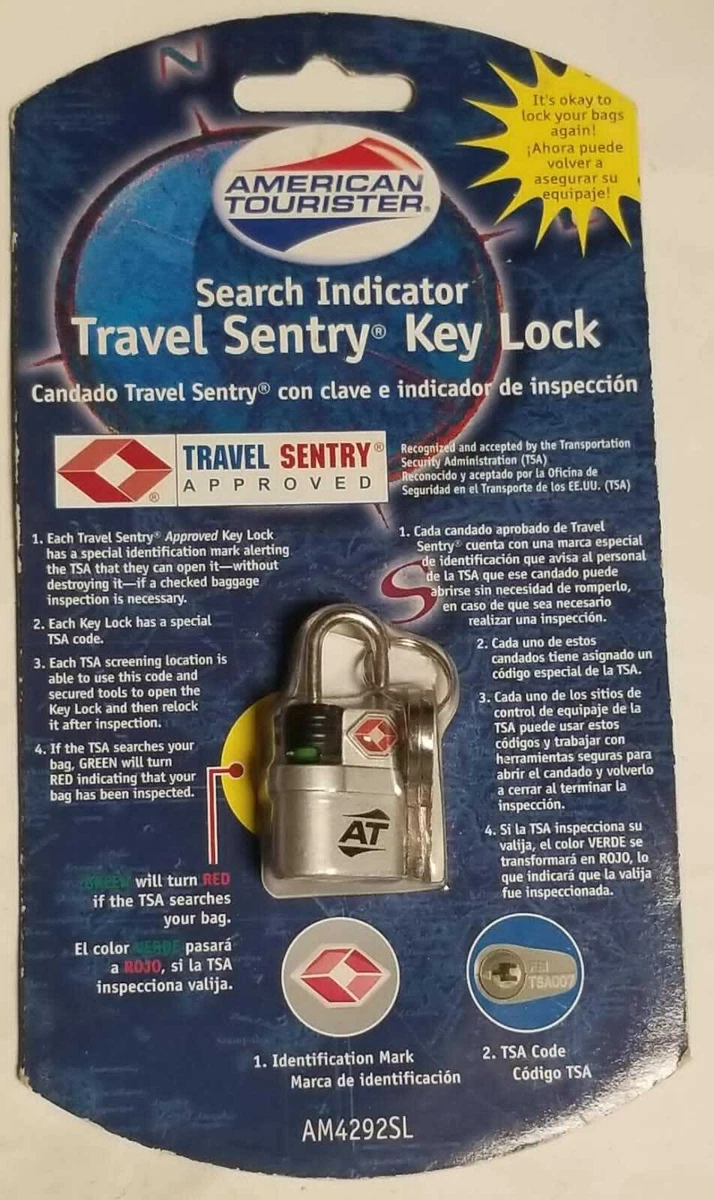 N
It's okay to
lock your bags
again!
¡Ahora puede
volver a
asegurar su
equipaje!
AMERICAN
TOURISTER®
Search Indicator
Travel Sentry® Key Lock
Candado Travel Sentry® con clave e indicador de inspección
TRAVEL SENTRY®
APPROVED
®
Recognized and accepted by the Transportation
Security Administration (TSA)
Reconocido y aceptado por la Oficina de
Seguridad en el Transporte de los EE.UU. (TSA)
1. Each Travel Sentry® Approved Key Lock
has a special identification mark alerting
the TSA that they can open it—without
destroying it—if a checked baggage
inspection is necessary.
2. Each Key Lock has a special
TSA code.
3. Each TSA screening location is
able to use this code and
secured tools to open the
Key Lock and then relock
it after inspection.
4. If the TSA searches your
bag, GREEN will turn
RED indicating that your
bag has been inspected.
S
1. Cada candado aprobado de Travel
Sentry® cuenta con una marca especial
de identificación que avisa al personal
de la TSA que ese candado puede
abrirse sin necesidad de romperlo,
en caso de que sea necesario
realizar una inspección.
2. Cada uno de estos
candados tiene asignado un
código especial de la TSA.
3. Cada uno de los sitios de
control de equipaje de la
TSA puede usar estos
códigos y trabajar con
herramientas seguras para
abrir el candado y volverlo
a cerrar al terminar la
inspección.
4. Si la TSA inspecciona su
valija, el color VERDE se
transformará en ROJO, lo
que indicará que la valija
fue inspeccionada.
AT
GREEN will turn RED
if the TSA searches
your bag.
El color VERDE pasará
a ROJO, si la TSA
inspecciona valija.
TSA007
1. Identification Mark
Marca de identificación
2. TSA Code
Código TSA
AM4292SL